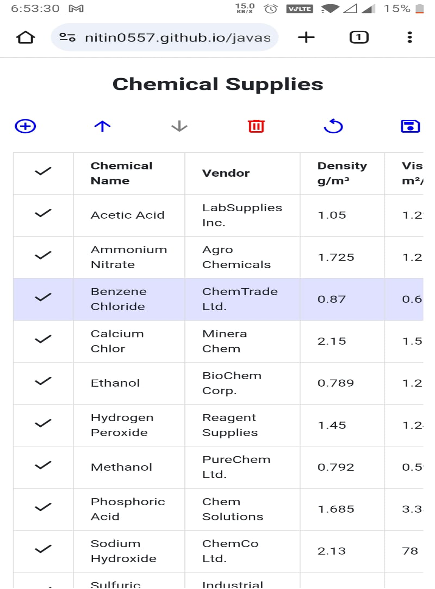 6:53:30 15.0 KB/S VoLTE 15%
nitin0557.github.io/javas 1
Chemical Supplies
Chemical Name Vendor Density g/m³ Vis m²/
Acetic Acid LabSupplies Inc. 1.05 1.2
Ammonium Nitrate Agro Chemicals 1.725 1.2
Benzene Chloride ChemTrade Ltd. 0.87 0.6
Calcium Chlor Minera Chem 2.15 1.5
Ethanol BioChem Corp. 0.789 1.2
Hydrogen Peroxide Reagent Supplies 1.45 1.2
Methanol PureChem Ltd. 0.792 0.5
Phosphoric Acid Chem Solutions 1.685 3.3
Sodium Hydroxide ChemCo Ltd. 2.13 78
Sulfuric Industrial